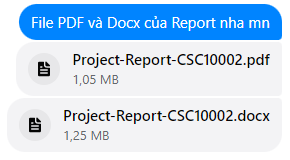 File PDF và Docx của Report nha mn
Project-Report-CSC10002.pdf
1,05 MB
Project-Report-CSC10002.docx
1,25 MB